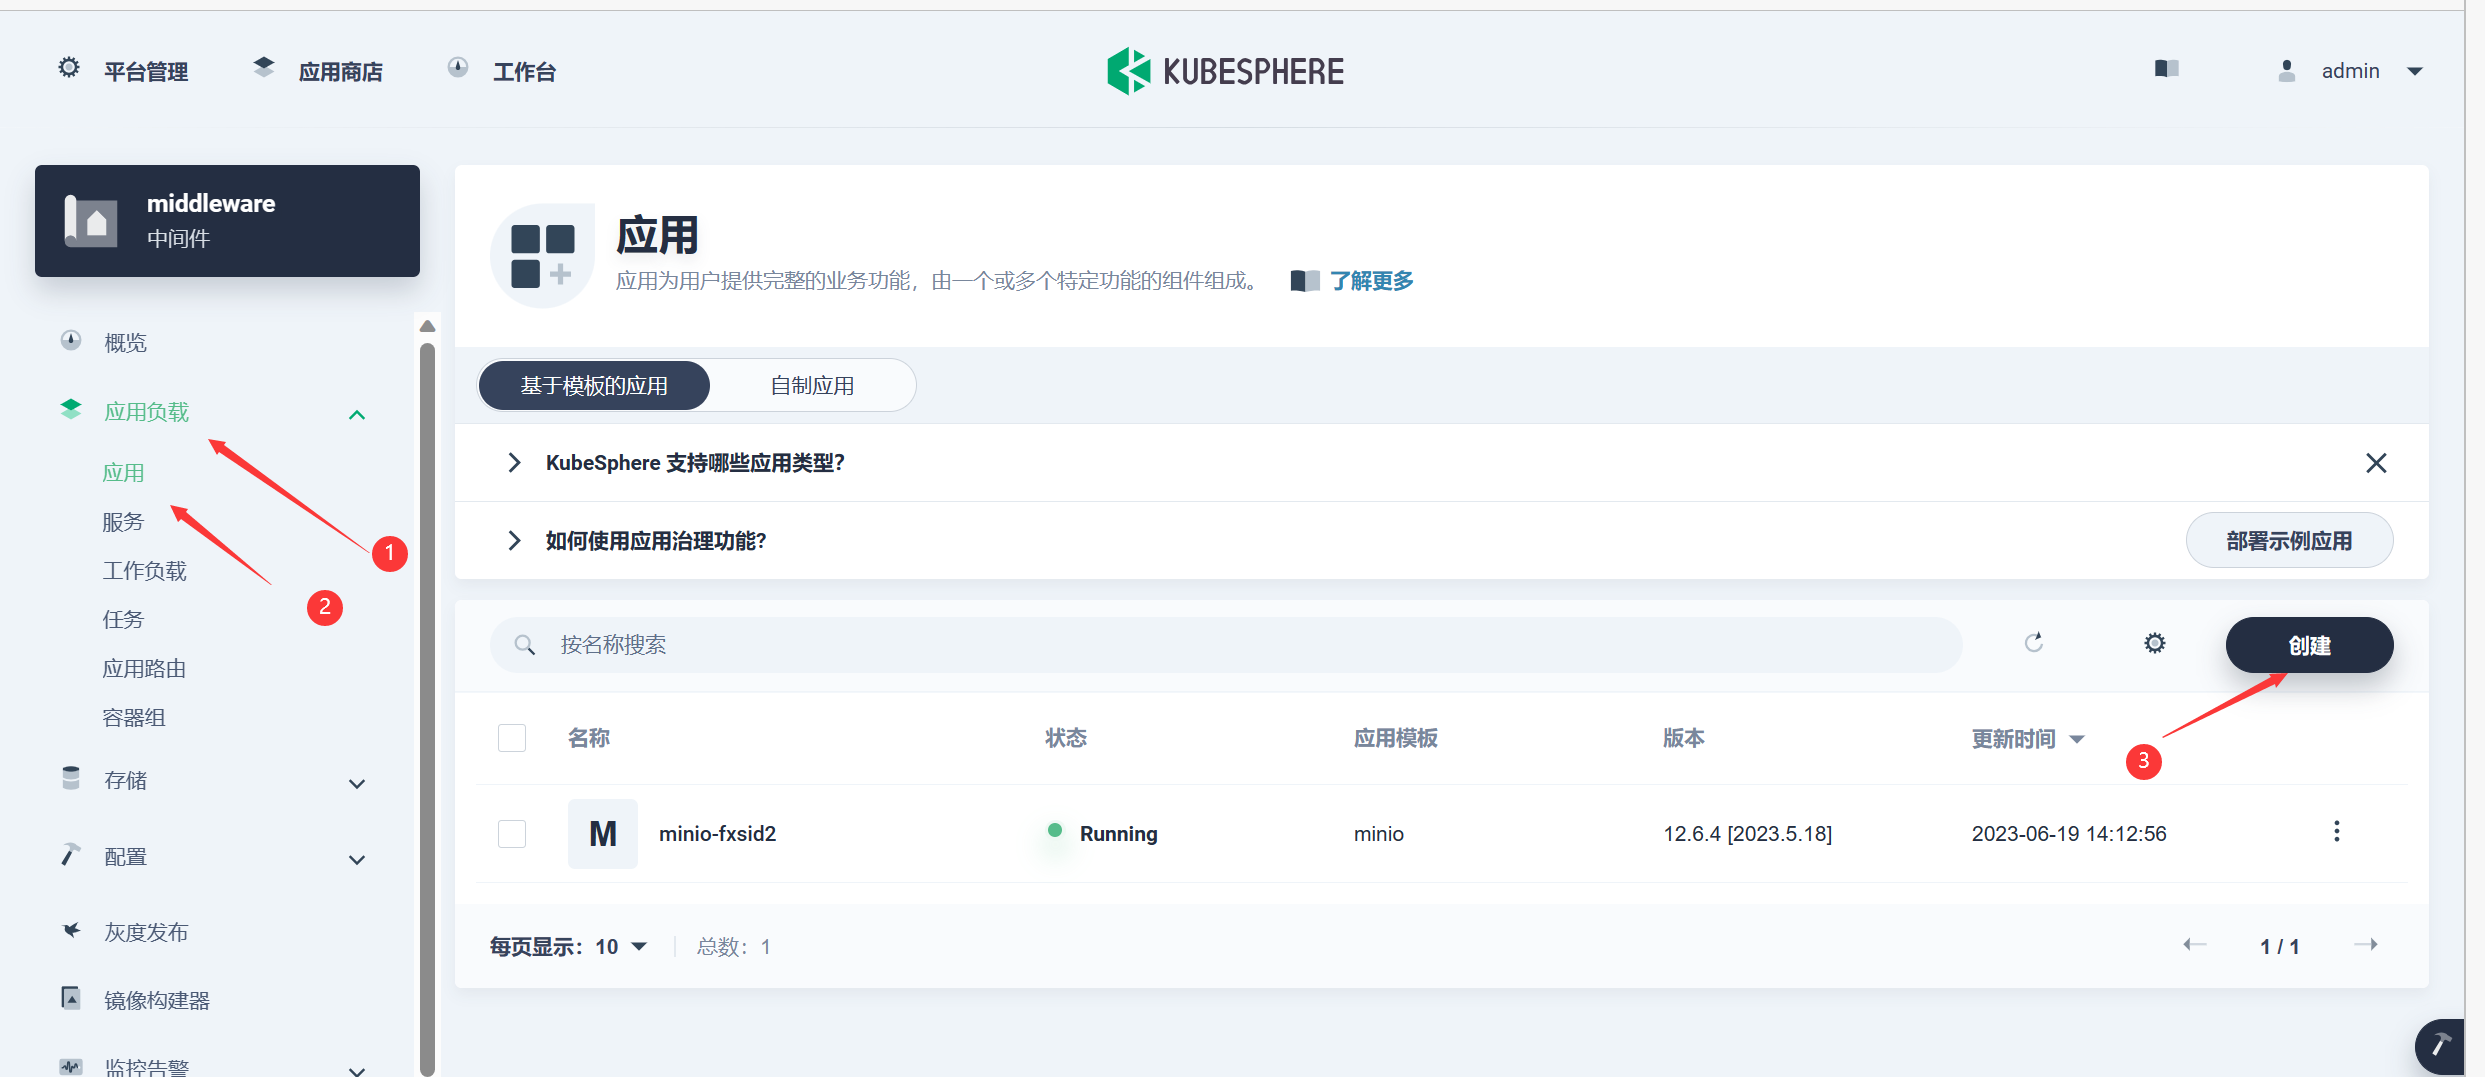 平台管理
应用商店
工作台
KUBESPHERE
admin
middleware
中间件
概览
应用负载
应用
服务
工作负载
任务
应用路由
容器组
存储
配置
灰度发布
镜像构建器
监控告警
1
2
应用
应用为用户提供完整的业务功能，由一个或多个特定功能的组件组成。 了解更多
基于模板的应用 自制应用
KubeSphere 支持哪些应用类型？
如何使用应用治理功能？ 部署示例应用
按名称搜索 创建
名称 状态 应用模板 版本 更新时间
3
M minio-fxsid2 Running minio 12.6.4 [2023.5.18] 2023-06-19 14:12:56
每页显示：10 总数：1 1 / 1